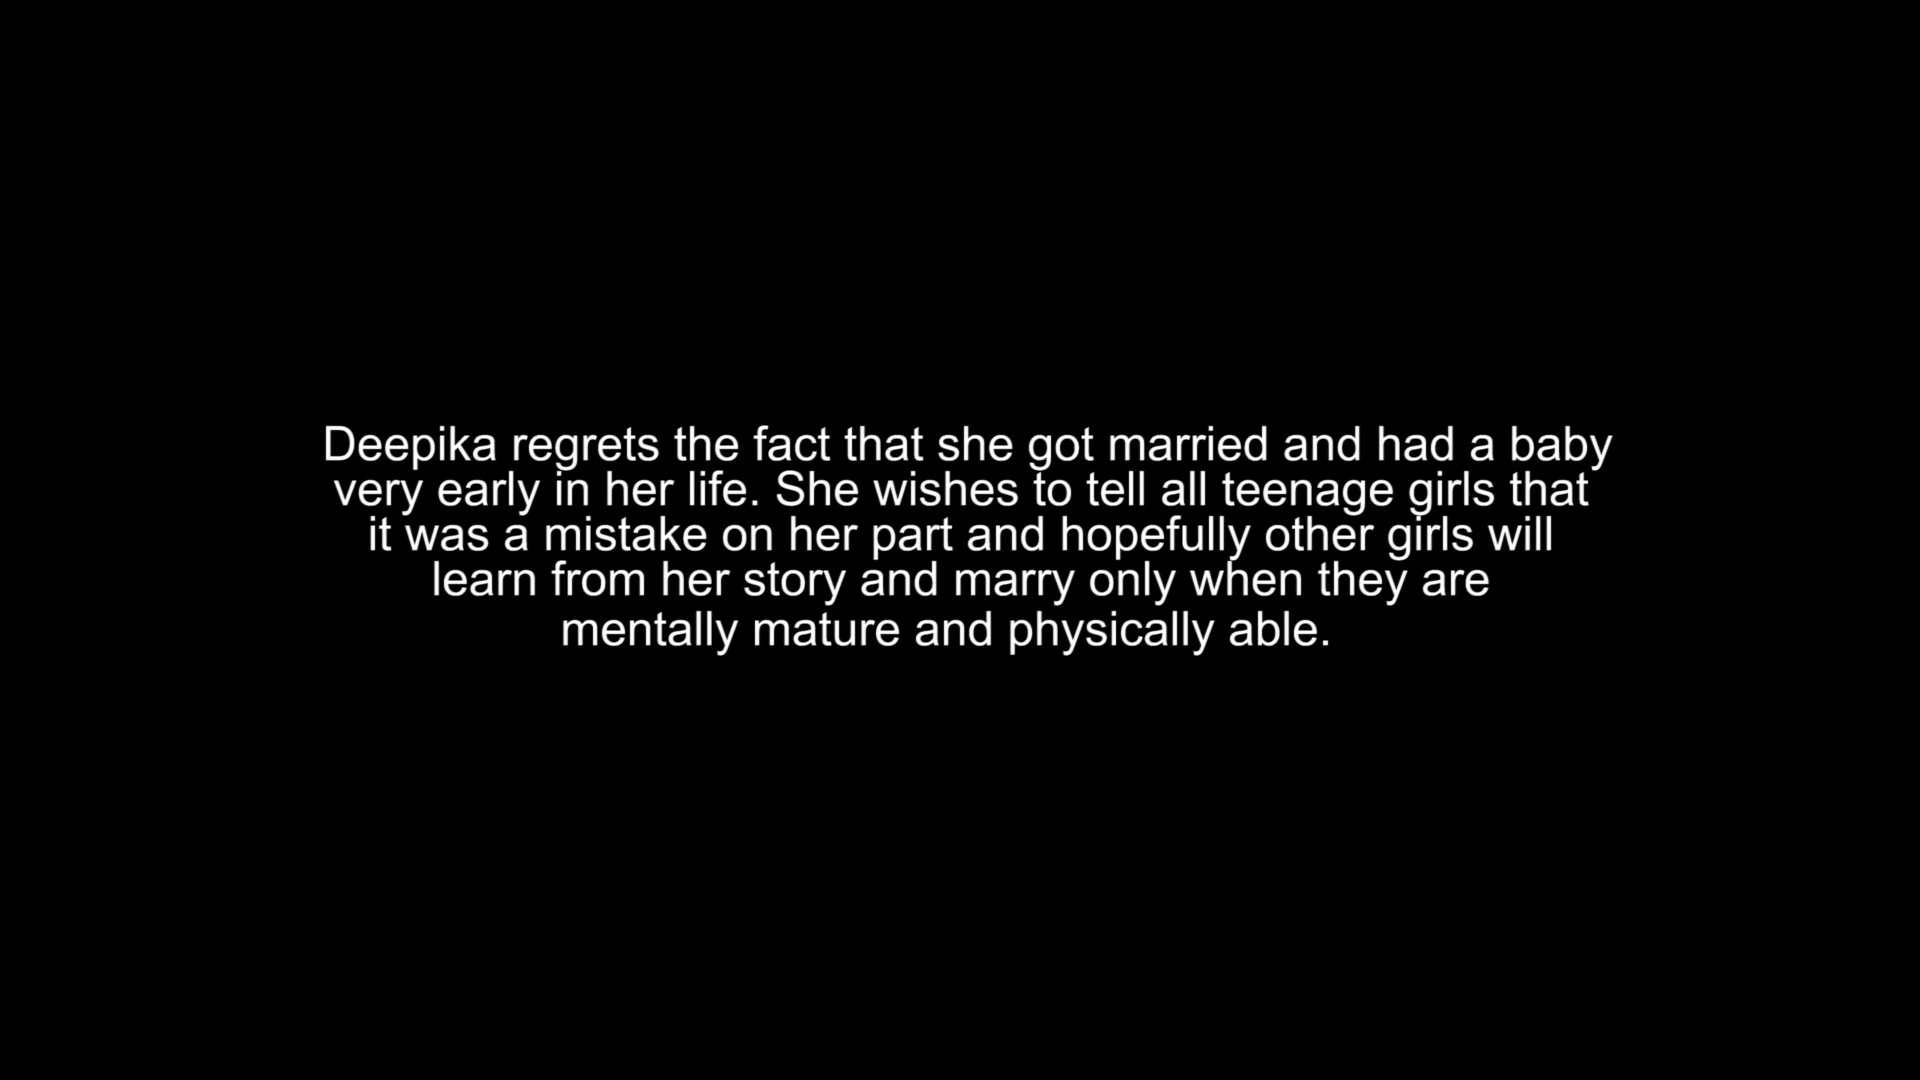 Deepika regrets the fact that she got married and had a baby
very early in her life. She wishes to tell all teenage girls that
it was a mistake on her part and hopefully other girls will
learn from her story and marry only when they are
mentally mature and physically able.